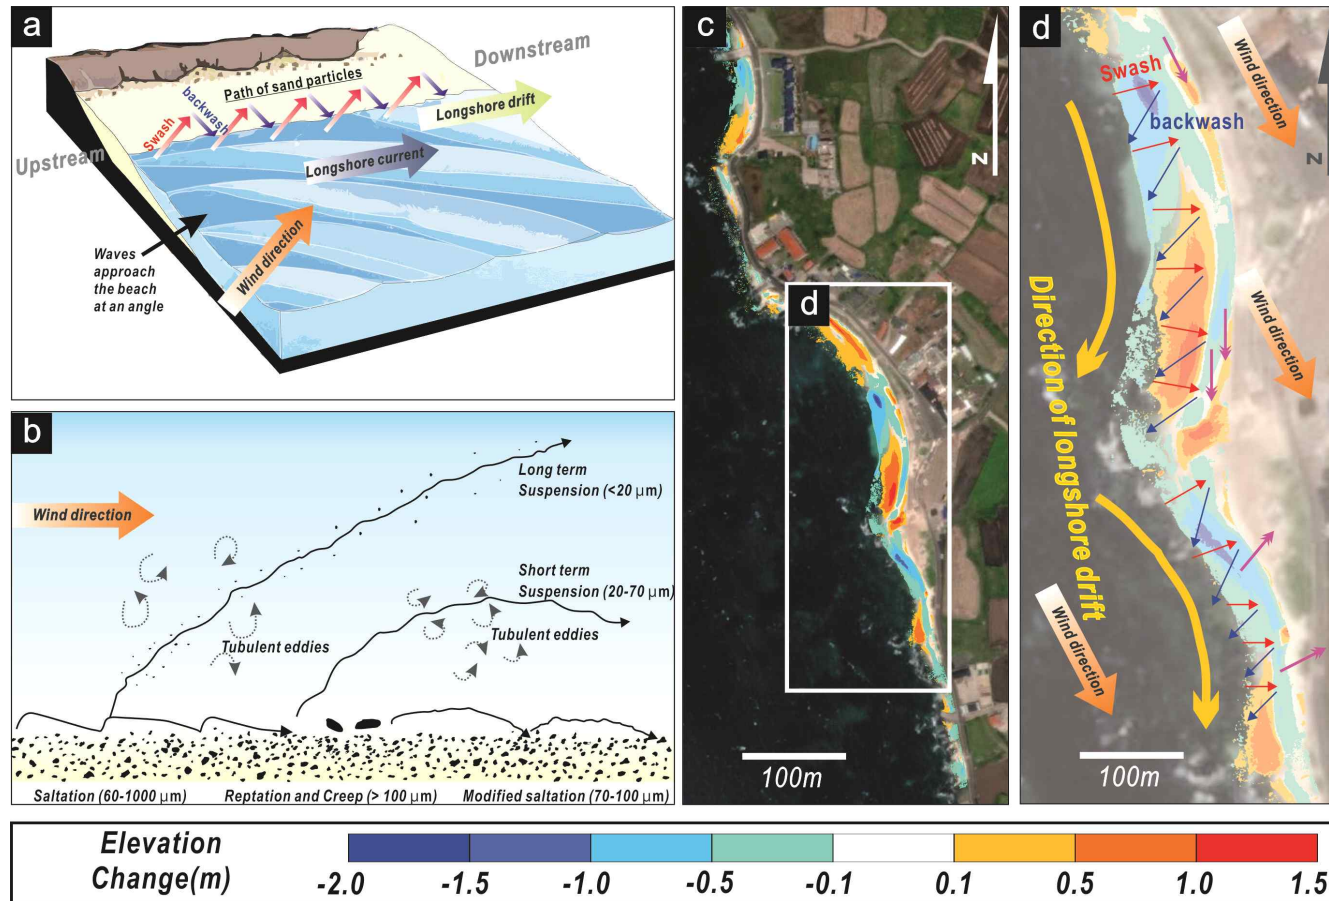 a
Upstream
Downstream
Path of sand particles
Swash
backwash
Longshore drift
Longshore current
Wind direction
Waves
approach
the beach
at an angle
b
Wind direction
Long term
Suspension (<20 μm)
Short term
Suspension (20-70 μm)
Tubulent eddies
Tubulent eddies
Saltation (60-1000 μm)
Reptation and Creep (> 100 μm)
Modified saltation (70-100 μm)
c
N
d
100m
d
Swash
backwash
Wind direction
N
Wind direction
Direction of longshore drift
Wind direction
100m
Elevation
Change(m)
-2.0 -1.5 -1.0 -0.5 -0.1 0.1 0.5 1.0 1.5